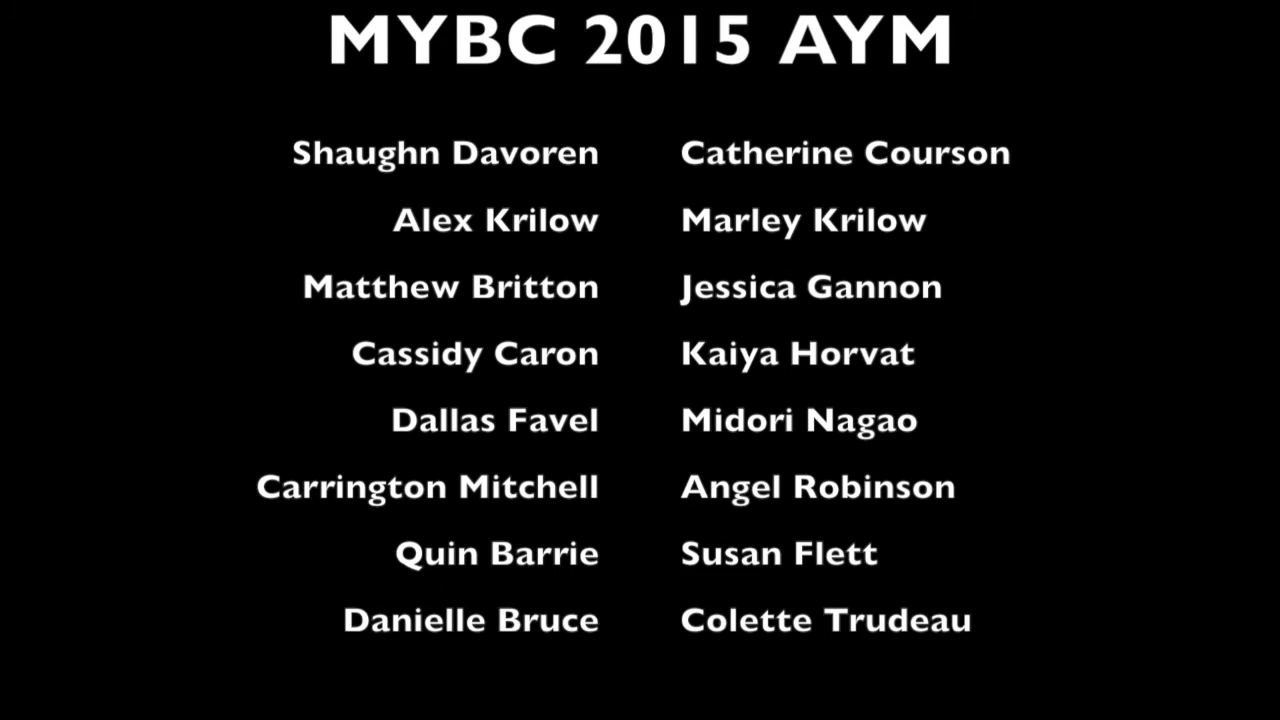 MYBC 2015 AYM
Shaughn Davoren Catherine Courson
Alex Krilow Marley Krilow
Matthew Britton Jessica Gannon
Cassidy Caron Kaiya Horvat
Dallas Favel Midori Nagao
Carrington Mitchell Angel Robinson
Quin Barrie Susan Flett
Danielle Bruce Colette Trudeau